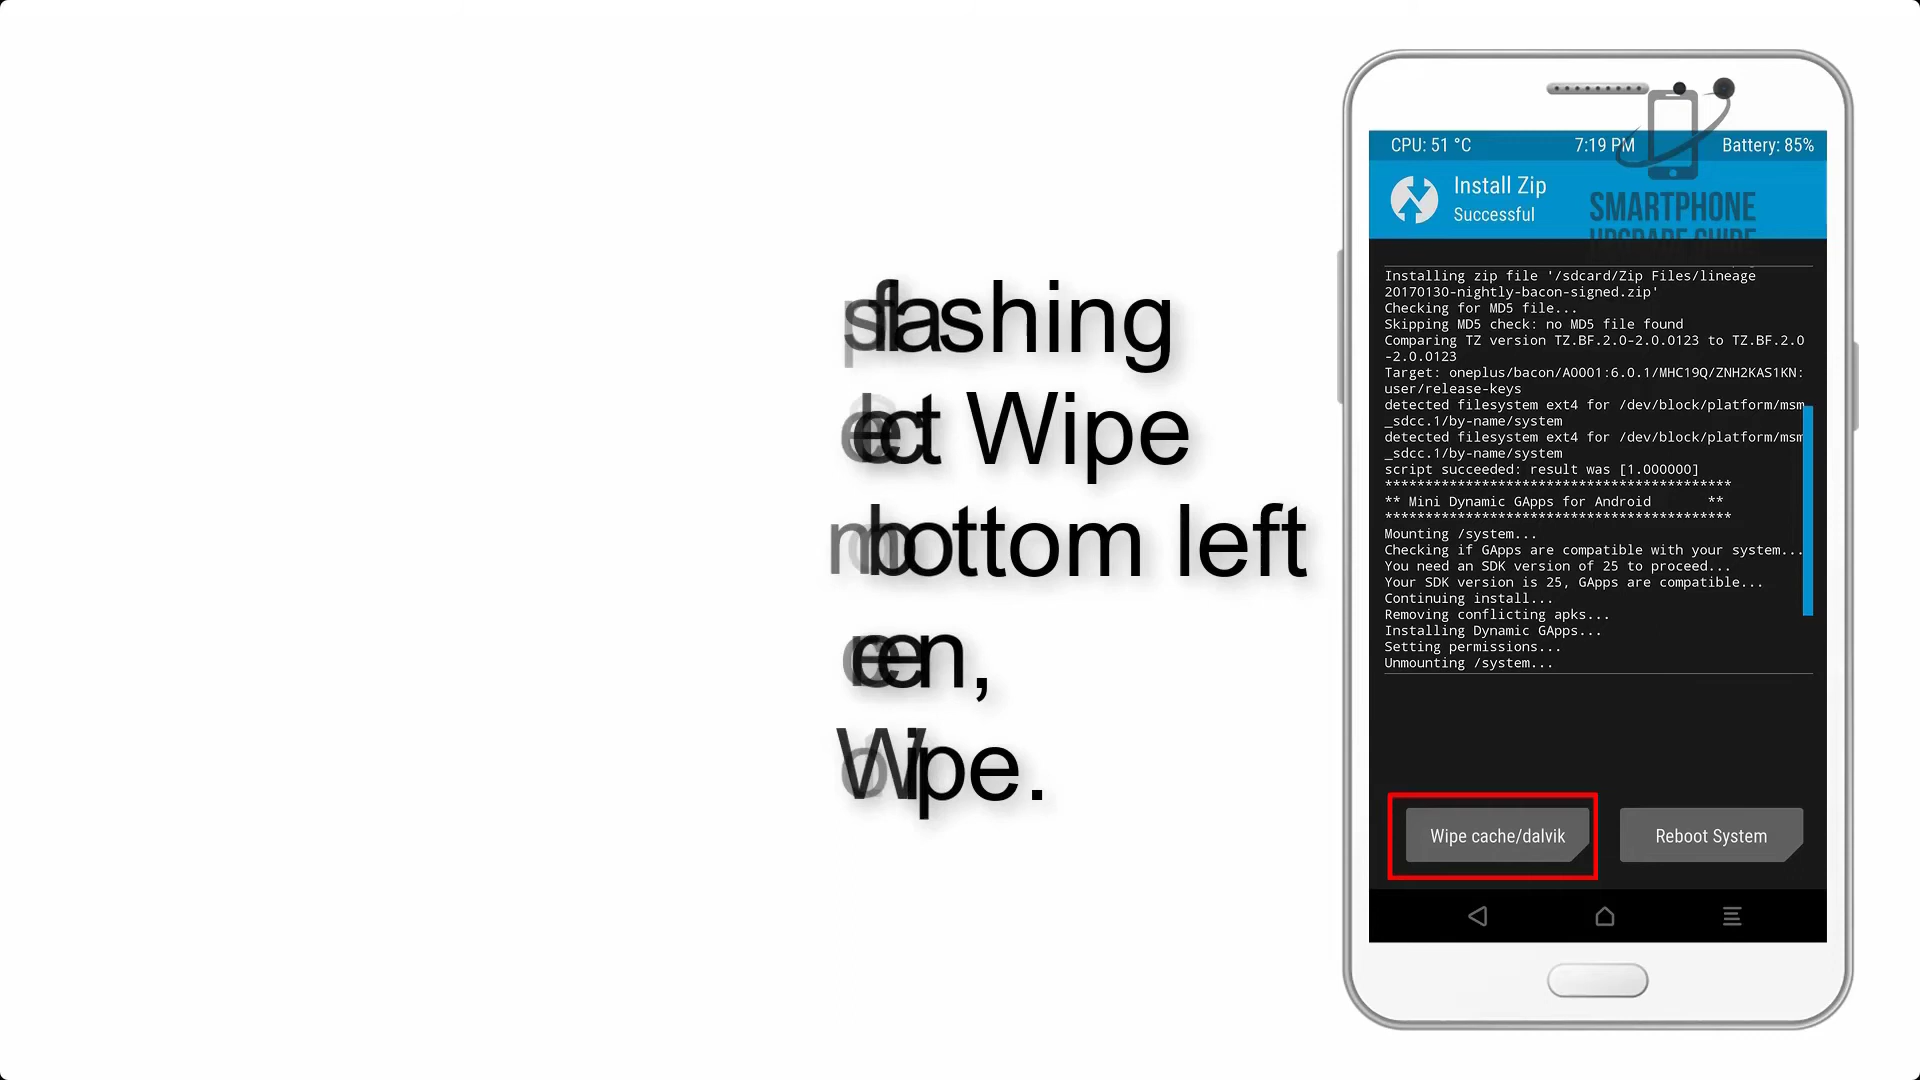 flashing
Wipe
bottom left
Wipe.
CPU: 51 °C 7:19 PM Battery: 85%
Install Zip
Successful
SMARTPHONE
UPGRADE GUIDE
Installing zip file '/sdcard/Zip Files/lineage
20170130-nightly-bacon-signed.zip'
Checking for MD5 file...
Skipping MD5 check: no MD5 file found
Comparing TZ version TZ.BF.2.0-2.0.0123 to TZ.BF.2.0
-2.0.0123
Target: oneplus/bacon/A0001:6.0.1/MHC19Q/ZNH2KAS1KN:
user/release-keys
detected filesystem ext4 for /dev/block/platform/msm
_sdcc.1/by-name/system
detected filesystem ext4 for /dev/block/platform/msm
_sdcc.1/by-name/system
script succeeded: result was [1.000000]
*******************************************
** Mini Dynamic GApps for Android **
*******************************************
Mounting /system...
Checking if GApps are compatible with your system...
You need an SDK version of 25 to proceed...
Your SDK version is 25, GApps are compatible...
Continuing install...
Removing conflicting apks...
Installing Dynamic GApps...
Setting permissions...
Unmounting /system...
Wipe cache/dalvik
Reboot System